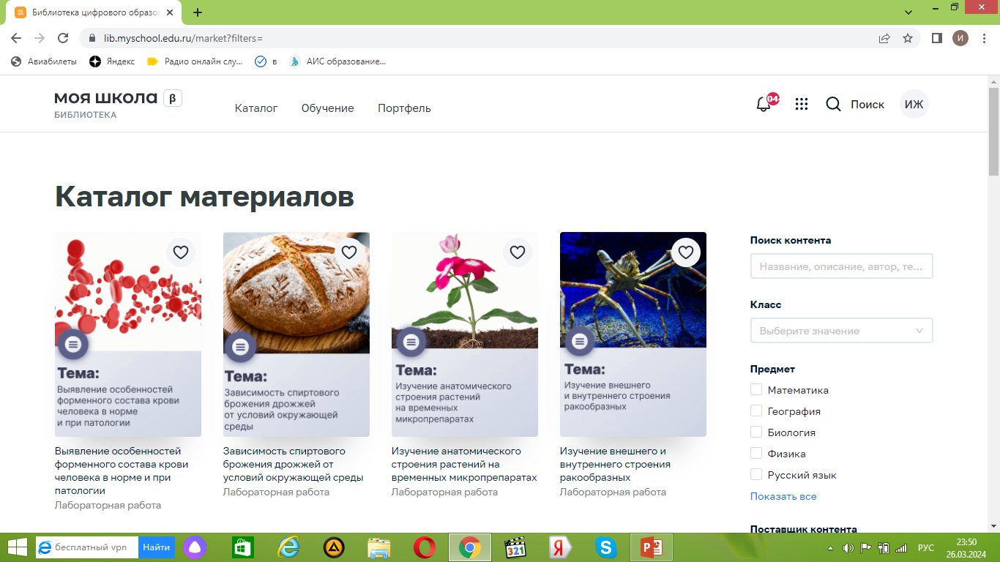 Библиотека цифрового образо
lib.myschool.edu.ru/market?filters=
И
Авиабилеты
Яндекс
Радио онлайн слу...
в
АИС образование...
моя школа β
БИБЛИОТЕКА
Каталог
Обучение
Портфель
04
Поиск
ИЖ
Каталог материалов
Тема:
Выявление особенностей
форменного состава крови
человека в норме
и при патологии
Выявление особенностей
форменного состава крови
человека в норме и при
патологии
Лабораторная работа
Тема:
Зависимость спиртового
брожения дрожжей
от условий окружающей
среды
Зависимость спиртового
брожения дрожжей от
условий окружающей среды
Лабораторная работа
Тема:
Изучение анатомического
строения растений
на временных
микропрепаратах
Изучение анатомического
строения растений на
временных микропрепаратах
Лабораторная работа
Тема:
Изучение внешнего
и внутреннего строения
ракообразных
Изучение внешнего и
внутреннего строения
ракообразных
Лабораторная работа
Поиск контента
Название, описание, автор, те...
Класс
Выберите значение
Предмет
Математика
География
Биология
Физика
Русский язык
Показать все
Поставщик контента
бесплатный vpn
Найти
321
Я
РУС
23:50
26.03.2024